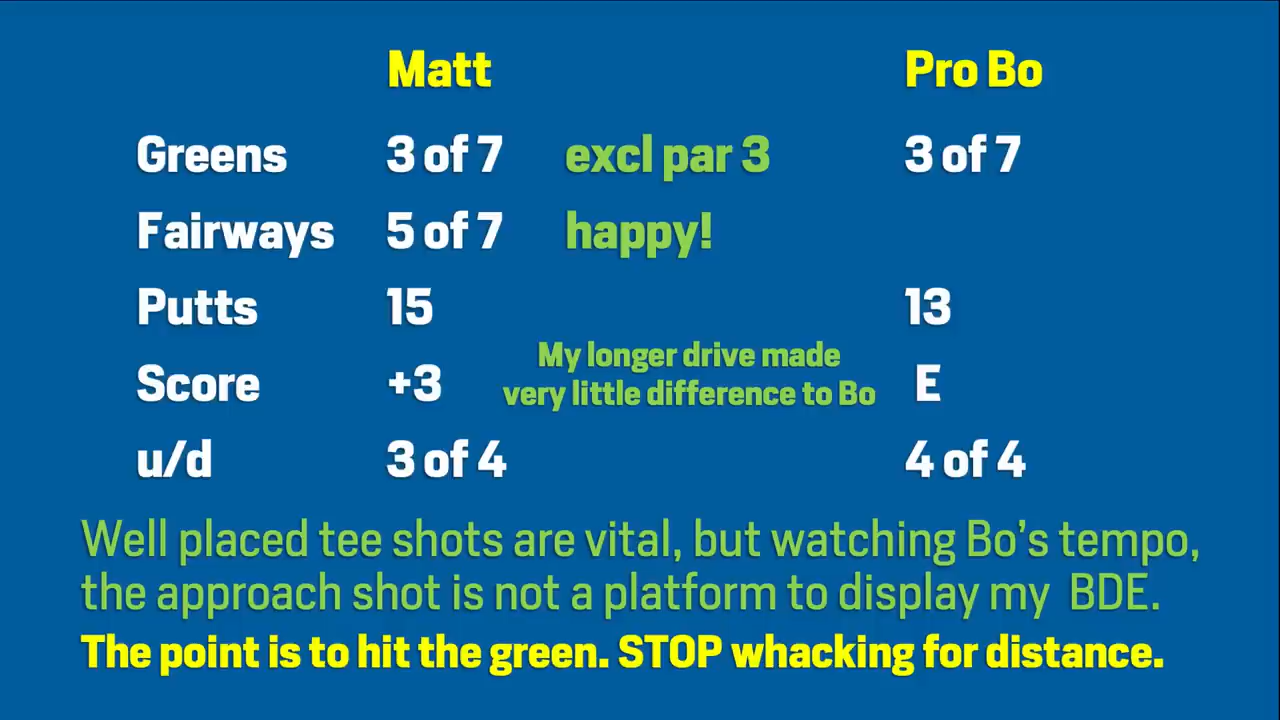 Matt Pro Bo
Greens 3 of 7 excl par 3 3 of 7
Fairways 5 of 7 happy!
Putts 15 13
My longer drive made
Score +3 very little difference to Bo E
u/d 3 of 4 4 of 4
Well placed tee shots are vital, but watching Bo’s tempo,
the approach shot is not a platform to display my BDE.
The point is to hit the green. STOP whacking for distance.